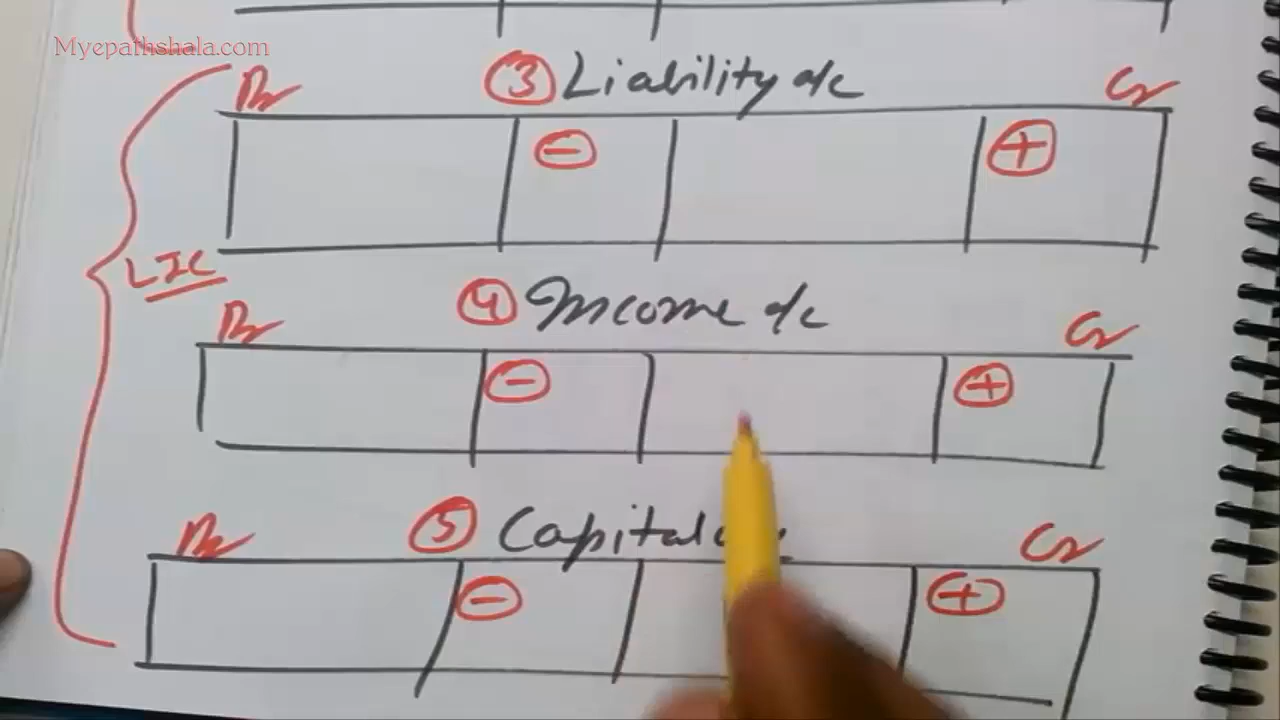 Myepathshala.com
③ Liability a/c
Dr Cr
- +
LIC
④ Income a/c
Dr Cr
- +
⑤ Capital
Dr Cr
- +